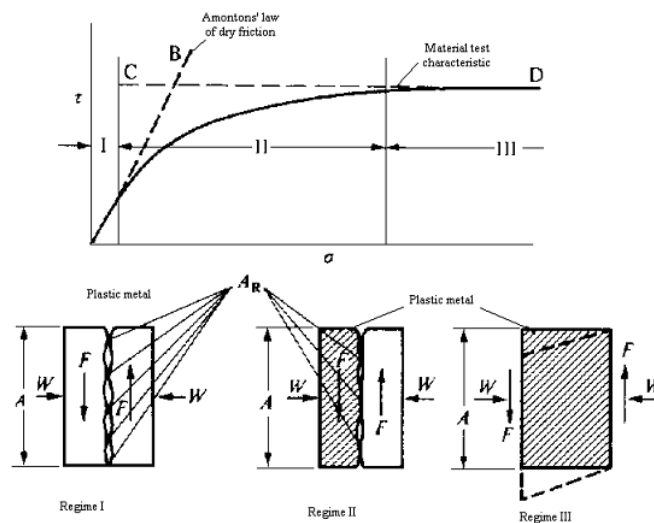 Amontons' law
of dry friction
B
C
Material test
characteristic
D
τ
I
II
III
σ
Plastic metal
A_R
Plastic metal
A
W
F
F
W
A
W
F
F
W
A
W
F
F
W
Regime I
Regime II
Regime III